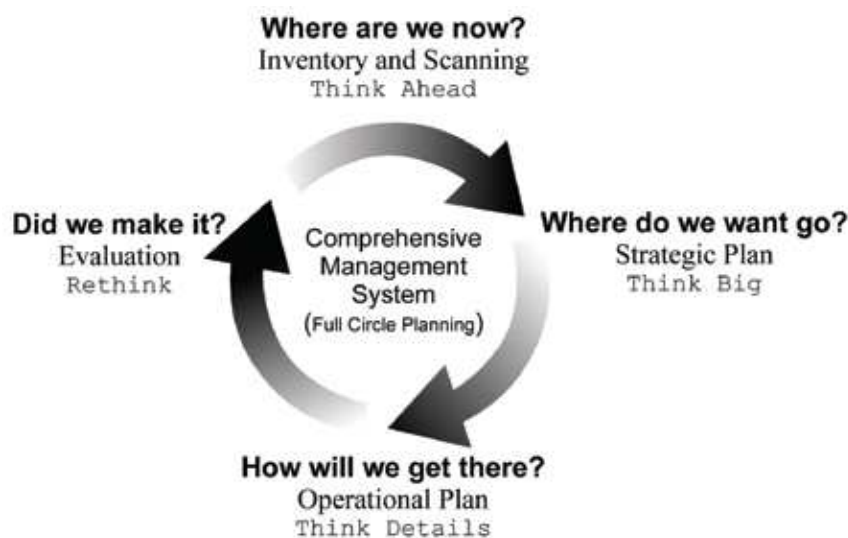 Where are we now?
Inventory and Scanning
Think Ahead
Did we make it?
Evaluation
Rethink
Comprehensive
Management
System
(Full Circle Planning)
Where do we want go?
Strategic Plan
Think Big
How will we get there?
Operational Plan
Think Details